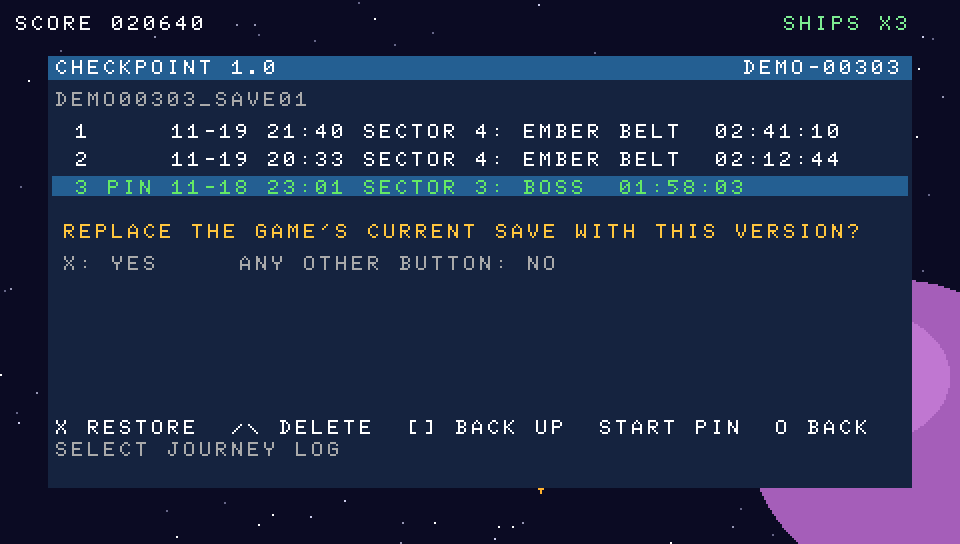 SCORE 020640 SHIPS X3
CHECKPOINT 1.0 DEMO-00303
DEMO00303_SAVE01
1 11-19 21:40 SECTOR 4: EMBER BELT 02:41:10
2 11-19 20:33 SECTOR 4: EMBER BELT 02:12:44
3 PIN 11-18 23:01 SECTOR 3: BOSS 01:58:03
REPLACE THE GAME'S CURRENT SAVE WITH THIS VERSION?
X: YES ANY OTHER BUTTON: NO
X RESTORE /\ DELETE [] BACK UP START PIN O BACK
SELECT JOURNEY LOG